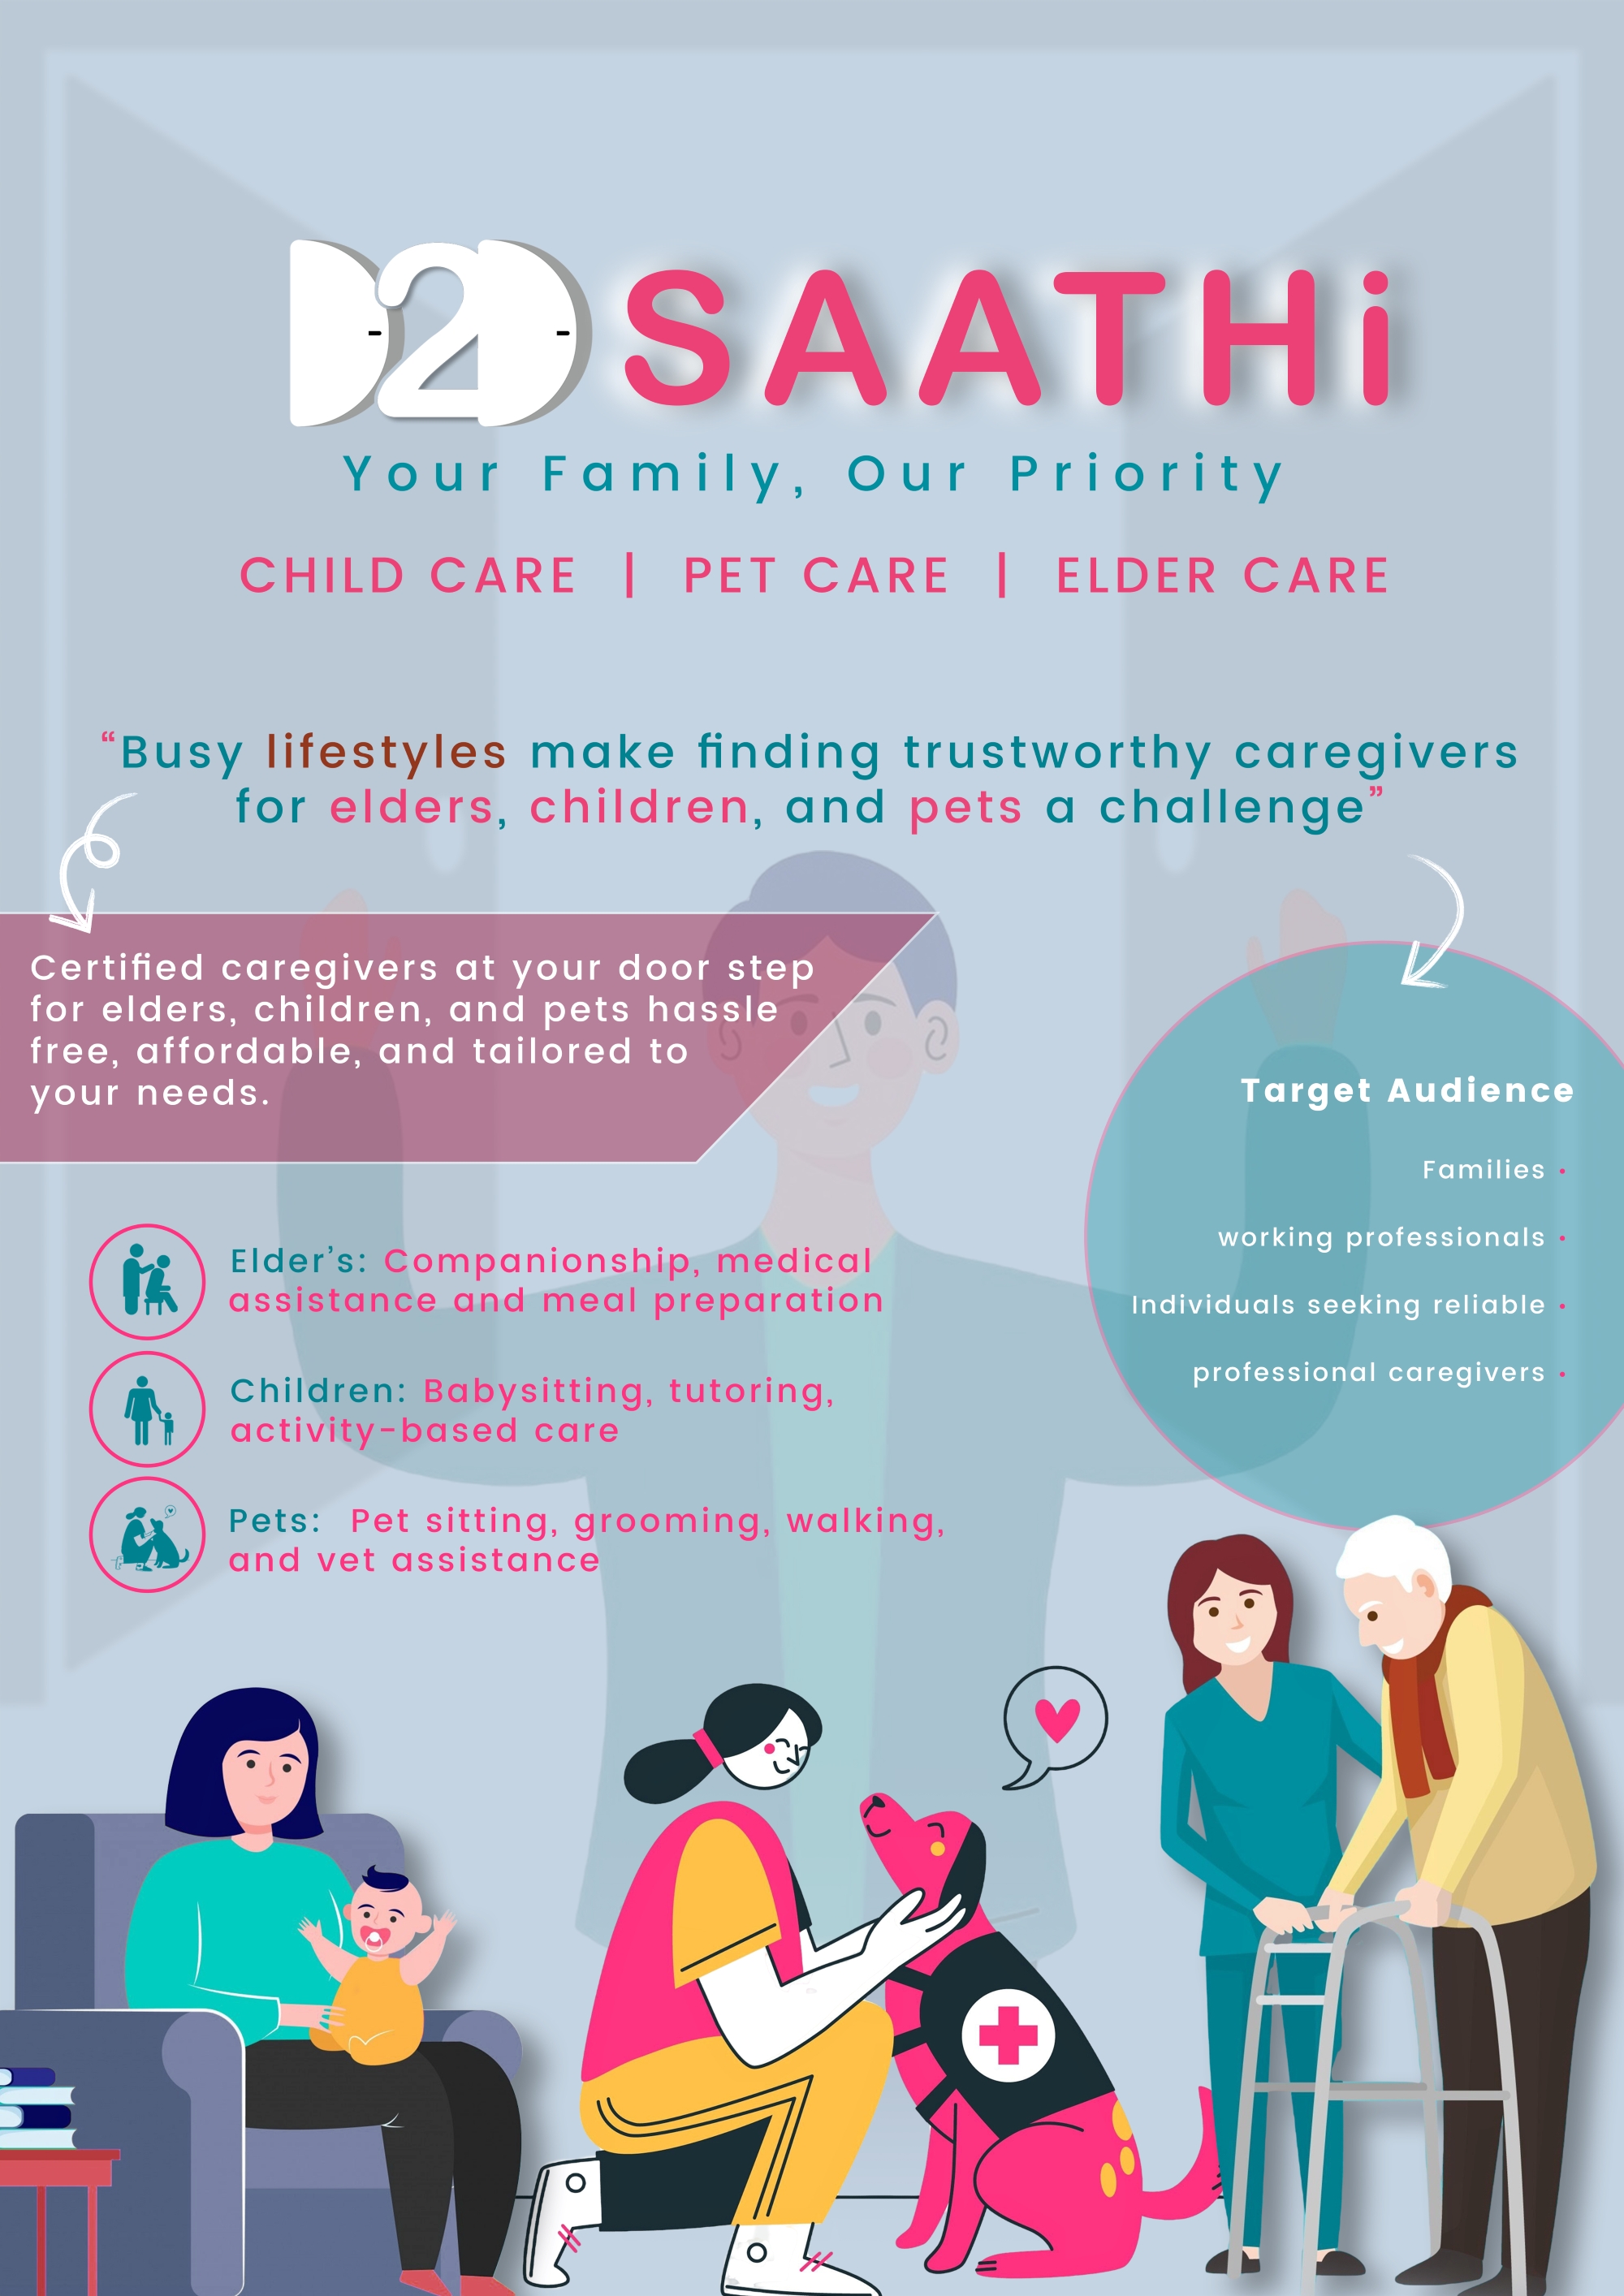 D2D SAATHi
Your Family, Our Priority
CHILD CARE | PET CARE | ELDER CARE
“Busy lifestyles make finding trustworthy caregivers
for elders, children, and pets a challenge”
Certified caregivers at your door step
for elders, children, and pets hassle
free, affordable, and tailored to
your needs.
Target Audience
Families •
working professionals •
Individuals seeking reliable •
professional caregivers •
Elder’s: Companionship, medical
assistance and meal preparation
Children: Babysitting, tutoring,
activity-based care
Pets: Pet sitting, grooming, walking,
and vet assistance